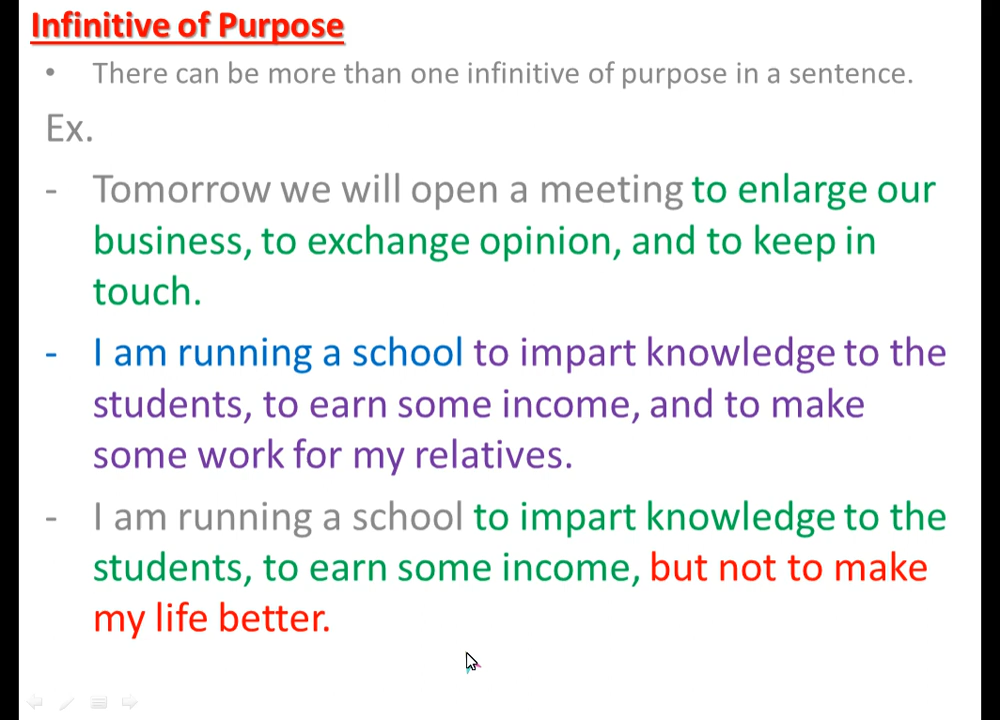 Infinitive of Purpose
• There can be more than one infinitive of purpose in a sentence.
Ex.
- Tomorrow we will open a meeting to enlarge our
business, to exchange opinion, and to keep in
touch.
- I am running a school to impart knowledge to the
students, to earn some income, and to make
some work for my relatives.
- I am running a school to impart knowledge to the
students, to earn some income, but not to make
my life better.